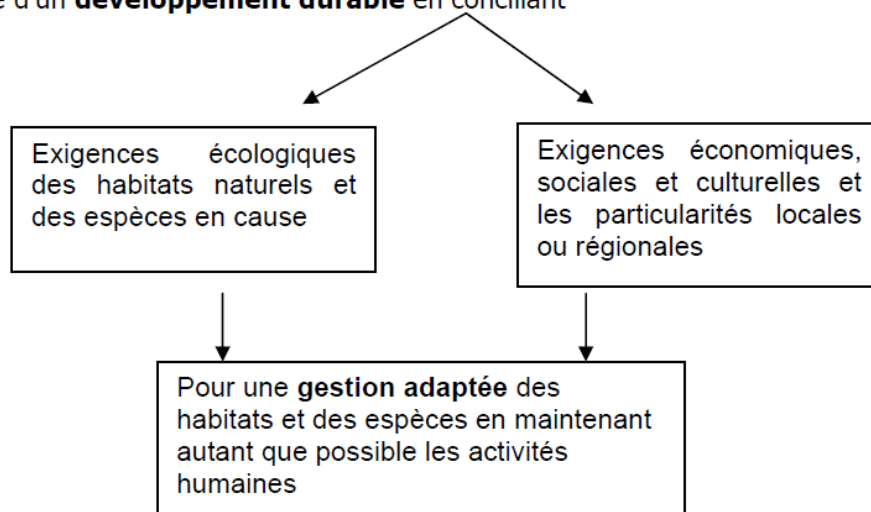 e d'un développement durable en conciliant
Exigences écologiques
des habitats naturels et
des espèces en cause
Exigences économiques,
sociales et culturelles et
les particularités locales
ou régionales
Pour une gestion adaptée des
habitats et des espèces en maintenant
autant que possible les activités
humaines